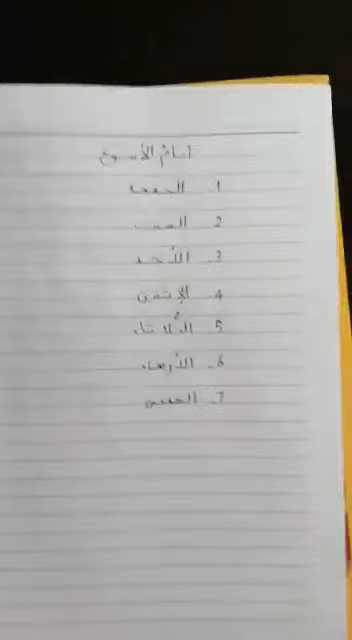 أيام الأسبوع
1. الجمعة
2. السبت
3. الأحد
4. الإثنين
5. الثلاثاء
6. الأربعاء
7. الخميس